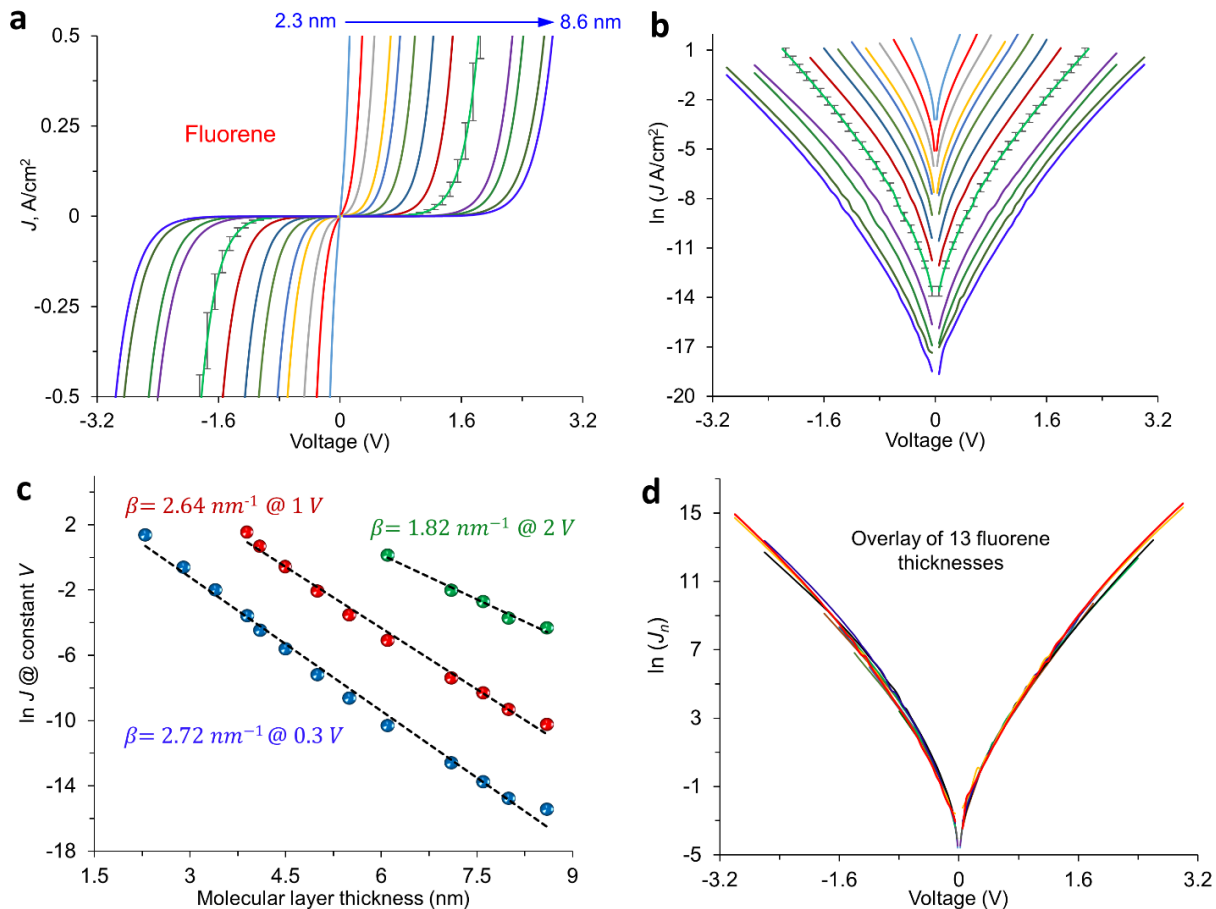 a
2.3 nm
8.6 nm
0.5
0.25
0
-0.25
-0.5
J, A/cm²
Fluorene
-3.2
-1.6
0
1.6
3.2
Voltage (V)
b
1
-2
-5
-8
-11
-14
-17
-20
ln (J A/cm²)
-3.2
-1.6
0
1.6
3.2
Voltage (V)
c
2
-2
-6
-10
-14
-18
ln J @ constant V
β= 2.64 nm⁻¹ @ 1 V
β= 1.82 nm⁻¹ @ 2 V
β= 2.72 nm⁻¹ @ 0.3 V
1.5
3
4.5
6
7.5
9
Molecular layer thickness (nm)
d
15
11
7
3
-1
-5
ln (Jₙ)
Overlay of 13 fluorene
thicknesses
-3.2
-1.6
0
1.6
3.2
Voltage (V)